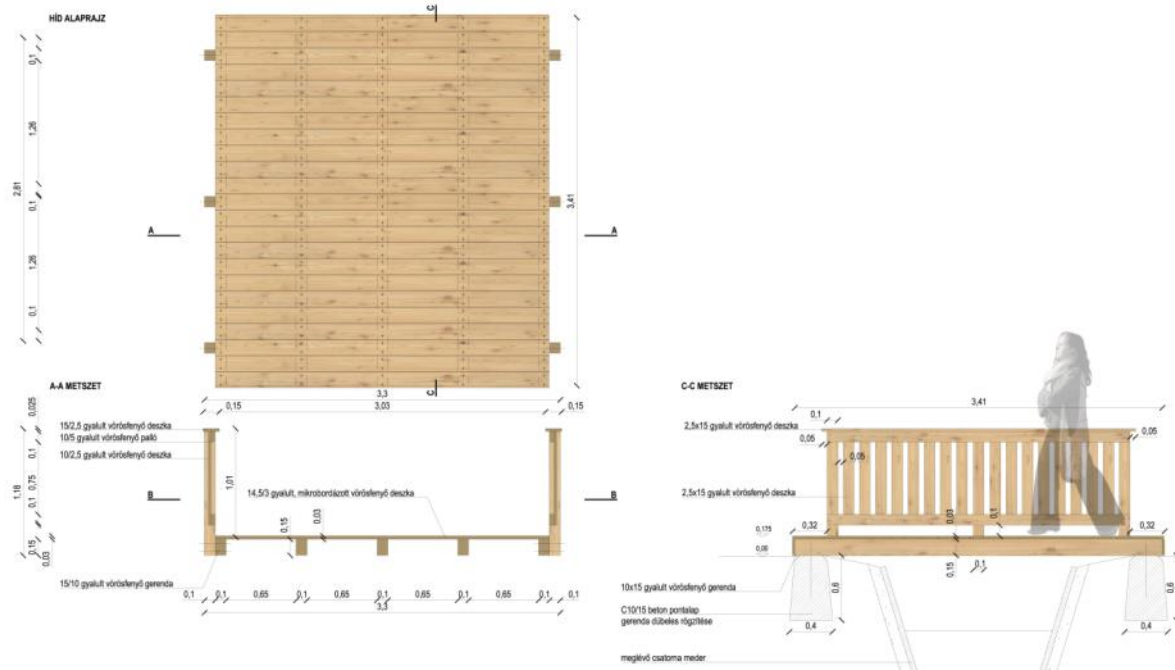 HÍD ALAPRAJZ
C
0,1
1,26
2,81
0,1
1,26
0,1
3,41
A
A
C
3,3
0,15
3,03
0,15
A-A METSZET
0,025
15/2,5 gyalult vörösfenyő deszka
10/5 gyalult vörösfenyő palló
10/2,5 gyalult vörösfenyő deszka
0,1
0,75
1,18
0,1
0,15
0,03
1,01
B
B
14,5/3 gyalult, mikrobordázott vörösfenyő deszka
0,15
0,03
15/10 gyalult vörösfenyő gerenda
0,1 0,1 0,65 0,1 0,65 0,1 0,65 0,1 0,65 0,1 0,1
3,3
C-C METSZET
3,41
0,1
2,5x15 gyalult vörösfenyő deszka
0,05
0,05
0,05
2,5x15 gyalult vörösfenyő deszka
0,03
0,1
0,32
0,32
0,175
0,00
0,15
0,1
10x15 gyalult vörösfenyő gerenda
0,6
0,6
C10/15 beton pontalap
gerenda dűbeles rögzítése
0,4
0,4
meglévő csatorna meder